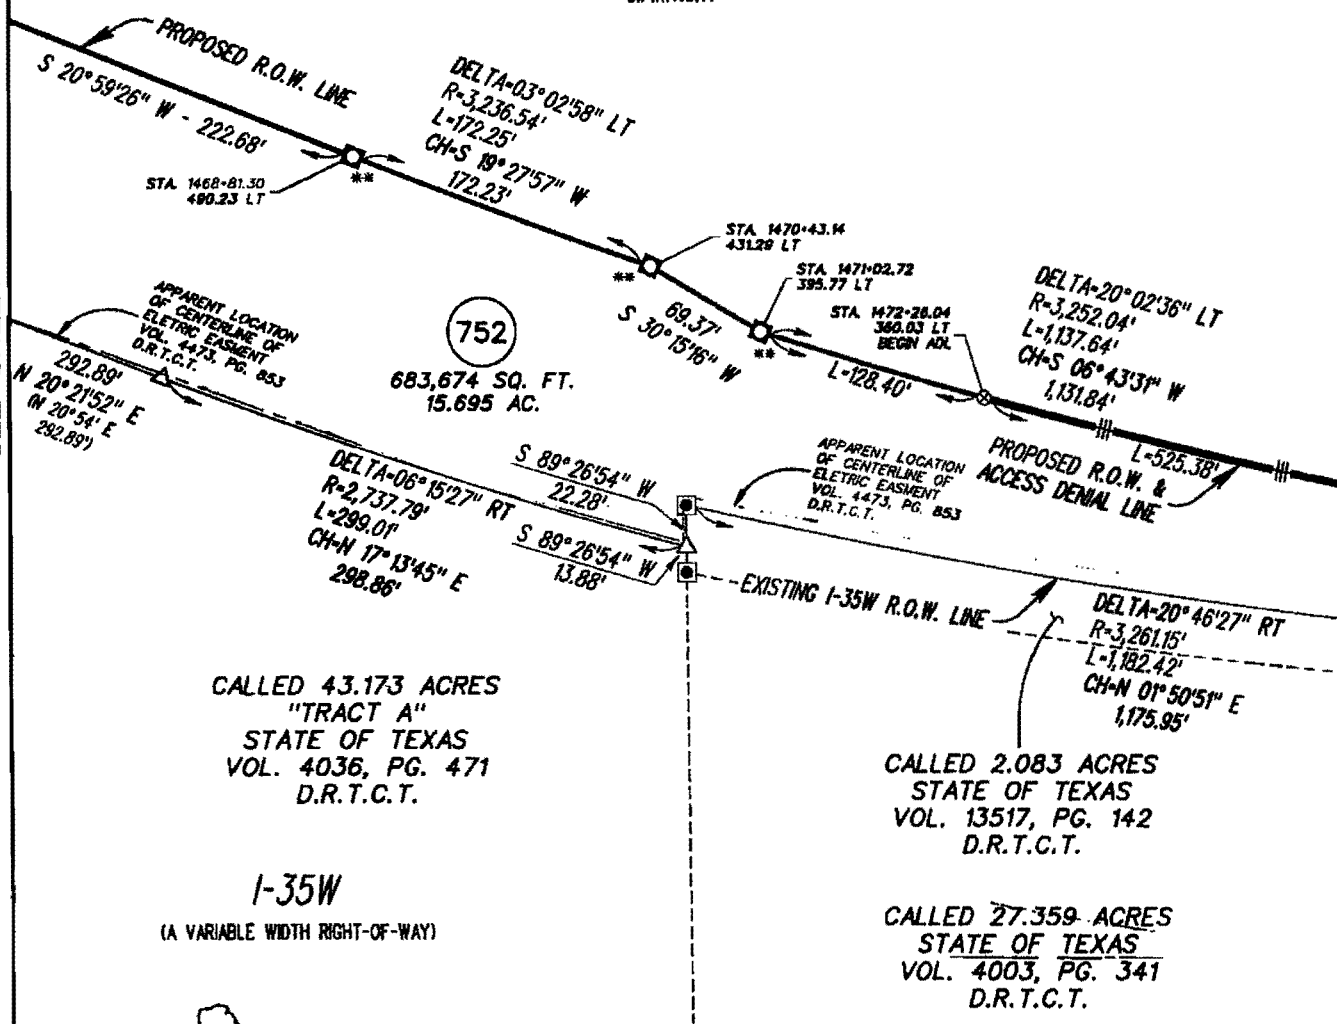 PROPOSED R.O.W. LINE
S 20°59'26" W - 222.68'
DELTA=03°02'58" LT
R=3,236.54'
L=172.25'
CH=S 19°27'57" W
172.23'
STA. 1468+81.30
490.23 LT
**
STA. 1470+43.14
431.29 LT
**
STA. 1471+02.72
395.77 LT
**
69.37'
S 30°15'16" W
STA. 1472+26.04
360.03 LT
BEGIN ADL
L=128.40'
DELTA=20°02'36" LT
R=3,252.04'
L=1,137.64'
CH=S 06°43'31" W
1,131.84'
L=525.38'
PROPOSED R.O.W. &
ACCESS DENIAL LINE
APPARENT LOCATION
OF CENTERLINE OF
ELETRIC EASMENT
VOL. 4473, PG. 853
D.R.T.C.T.
752
683,674 SQ. FT.
15.695 AC.
292.89'
N 20°21'52" E
(N 20°54' E
292.89')
DELTA=06°15'27" RT
R=2,737.79'
L=299.01'
CH=N 17°13'45" E
298.86'
S 89°26'54" W
22.28'
S 89°26'54" W
13.88'
APPARENT LOCATION
OF CENTERLINE OF
ELETRIC EASMENT
VOL. 4473, PG. 853
D.R.T.C.T.
EXISTING I-35W R.O.W. LINE
DELTA=20°46'27" RT
R=3,261.15'
L=1,182.42'
CH=N 01°50'51" E
1,175.95'
CALLED 43.173 ACRES
"TRACT A"
STATE OF TEXAS
VOL. 4036, PG. 471
D.R.T.C.T.
CALLED 2.083 ACRES
STATE OF TEXAS
VOL. 13517, PG. 142
D.R.T.C.T.
I-35W
(A VARIABLE WIDTH RIGHT-OF-WAY)
CALLED 27.359 ACRES
STATE OF TEXAS
VOL. 4003, PG. 341
D.R.T.C.T.